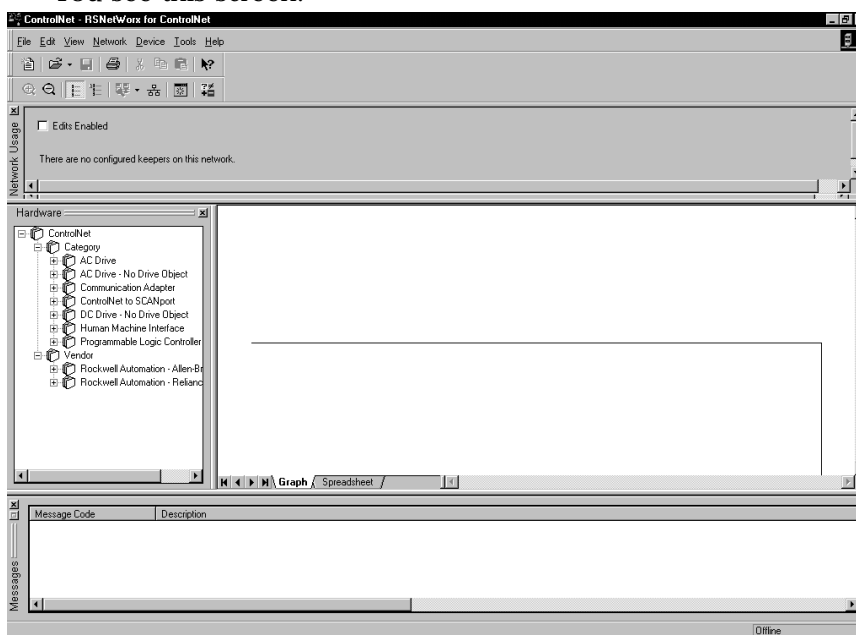 You see this screen:
ControlNet - RSNetWorx for ControlNet
File Edit View Network Device Tools Help
Network Usage
Edits Enabled
There are no configured keepers on this network.
Hardware
ControlNet
Category
AC Drive
AC Drive - No Drive Object
Communication Adapter
ControlNet to SCANport
DC Drive - No Drive Object
Human Machine Interface
Programmable Logic Controller
Vendor
Rockwell Automation - Allen-Br
Rockwell Automation - Relianc
Graph Spreadsheet
Messages
Message Code Description
Offline